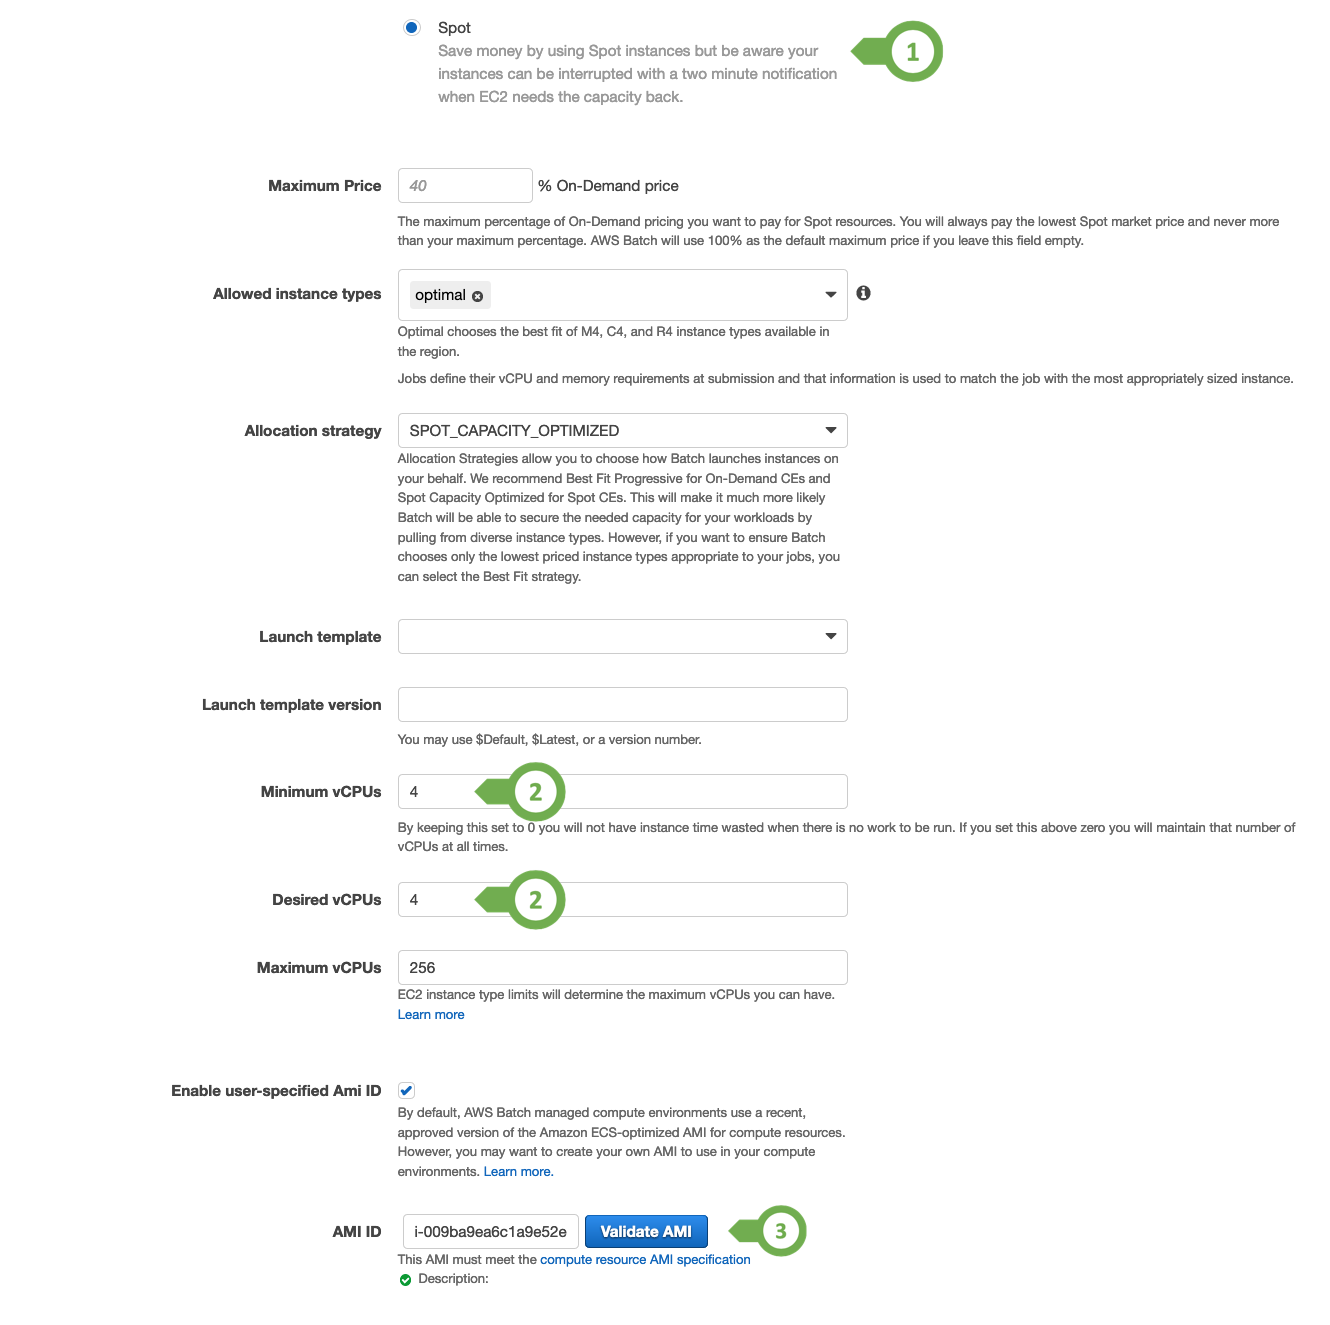 Spot
Save money by using Spot instances but be aware your
instances can be interrupted with a two minute notification
when EC2 needs the capacity back.
1
Maximum Price
40
% On-Demand price
The maximum percentage of On-Demand pricing you want to pay for Spot resources. You will always pay the lowest Spot market price and never more
than your maximum percentage. AWS Batch will use 100% as the default maximum price if you leave this field empty.
Allowed instance types
optimal
Optimal chooses the best fit of M4, C4, and R4 instance types available in
the region.
Jobs define their vCPU and memory requirements at submission and that information is used to match the job with the most appropriately sized instance.
Allocation strategy
SPOT_CAPACITY_OPTIMIZED
Allocation Strategies allow you to choose how Batch launches instances on
your behalf. We recommend Best Fit Progressive for On-Demand CEs and
Spot Capacity Optimized for Spot CEs. This will make it much more likely
Batch will be able to secure the needed capacity for your workloads by
pulling from diverse instance types. However, if you want to ensure Batch
chooses only the lowest priced instance types appropriate to your jobs, you
can select the Best Fit strategy.
Launch template
Launch template version
You may use $Default, $Latest, or a version number.
Minimum vCPUs
4
2
By keeping this set to 0 you will not have instance time wasted when there is no work to be run. If you set this above zero you will maintain that number of
vCPUs at all times.
Desired vCPUs
4
2
Maximum vCPUs
256
EC2 instance type limits will determine the maximum vCPUs you can have.
Learn more
Enable user-specified Ami ID
By default, AWS Batch managed compute environments use a recent,
approved version of the Amazon ECS-optimized AMI for compute resources.
However, you may want to create your own AMI to use in your compute
environments. Learn more.
AMI ID
i-009ba9ea6c1a9e52e
Validate AMI
3
This AMI must meet the compute resource AMI specification
Description: